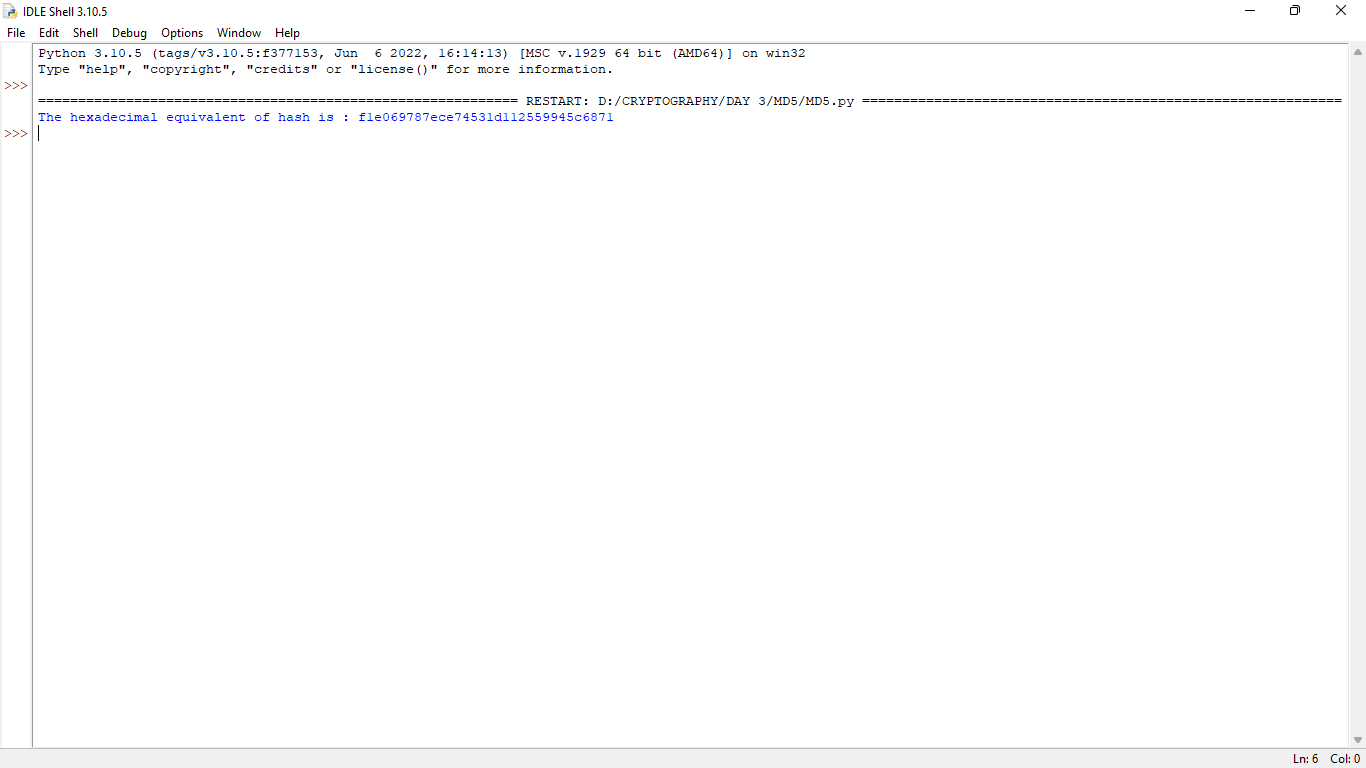 IDLE Shell 3.10.5
File Edit Shell Debug Options Window Help
Python 3.10.5 (tags/v3.10.5:f377153, Jun  6 2022, 16:14:13) [MSC v.1929 64 bit (AMD64)] on win32
Type "help", "copyright", "credits" or "license()" for more information.
>>>
============================================================ RESTART: D:/CRYPTOGRAPHY/DAY 3/MD5/MD5.py ============================================================
The hexadecimal equivalent of hash is : f1e069787ece74531d112559945c6871
>>>
Ln: 6 Col: 0